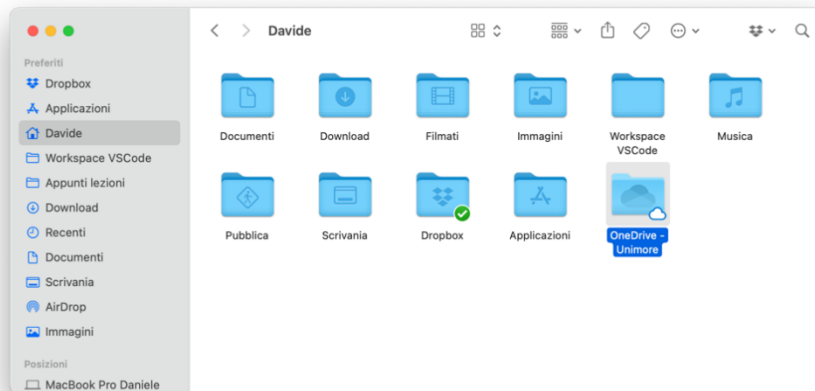 Davide
Preferiti
Dropbox
Applicazioni
Davide
Workspace VSCode
Appunti lezioni
Download
Recenti
Documenti
Scrivania
AirDrop
Immagini
Posizioni
MacBook Pro Daniele
Documenti
Download
Filmati
Immagini
Workspace
VSCode
Musica
Pubblica
Scrivania
Dropbox
Applicazioni
OneDrive -
Unimore